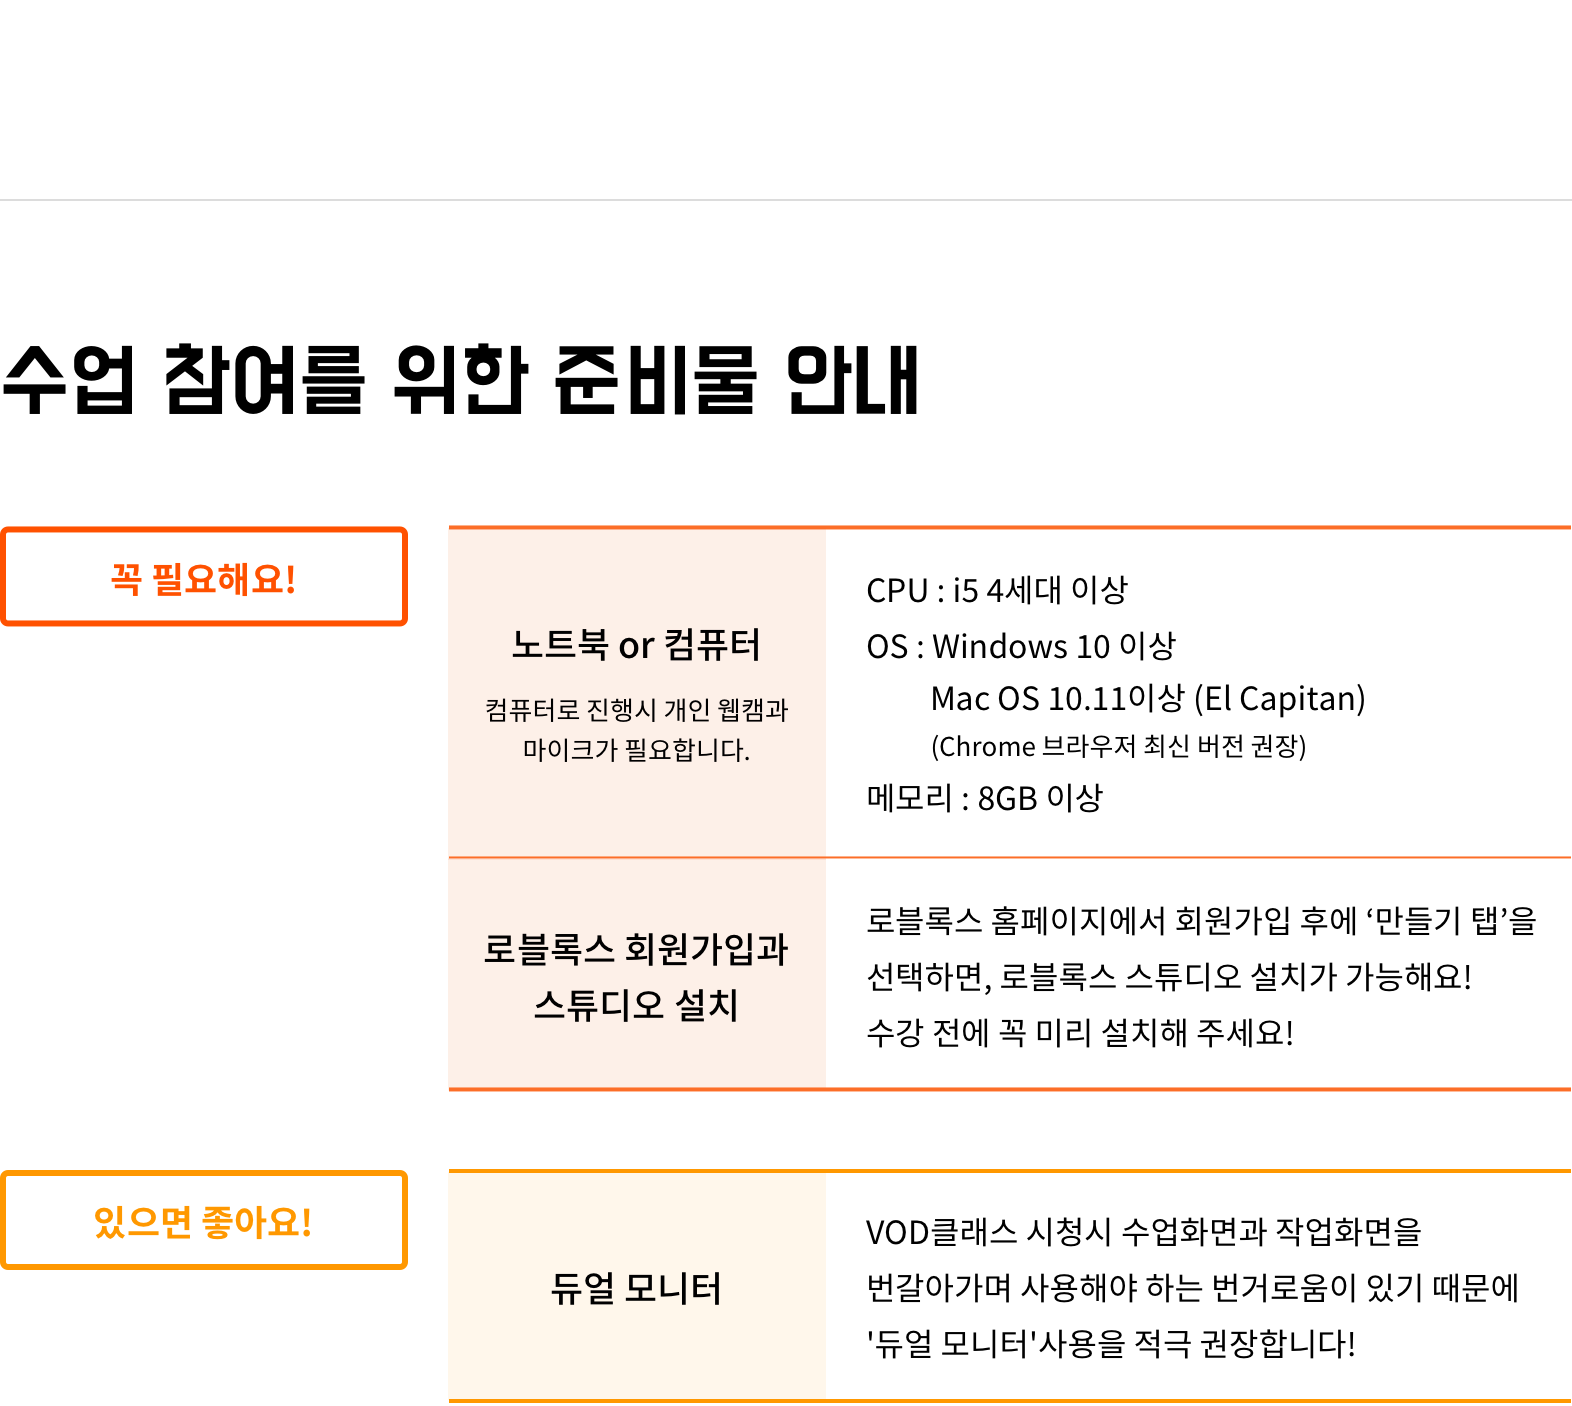 수업 참여를 위한 준비물 안내
꼭 필요해요!
노트북 or 컴퓨터
컴퓨터로 진행시 개인 웹캠과
마이크가 필요합니다.
CPU : i5 4세대 이상
OS : Windows 10 이상
Mac OS 10.11이상 (El Capitan)
(Chrome 브라우저 최신 버전 권장)
메모리 : 8GB 이상
로블록스 회원가입과
스튜디오 설치
로블록스 홈페이지에서 회원가입 후에 ‘만들기 탭’을
선택하면, 로블록스 스튜디오 설치가 가능해요!
수강 전에 꼭 미리 설치해 주세요!
있으면 좋아요!
듀얼 모니터
VOD클래스 시청시 수업화면과 작업화면을
번갈아가며 사용해야 하는 번거로움이 있기 때문에
'듀얼 모니터'사용을 적극 권장합니다!